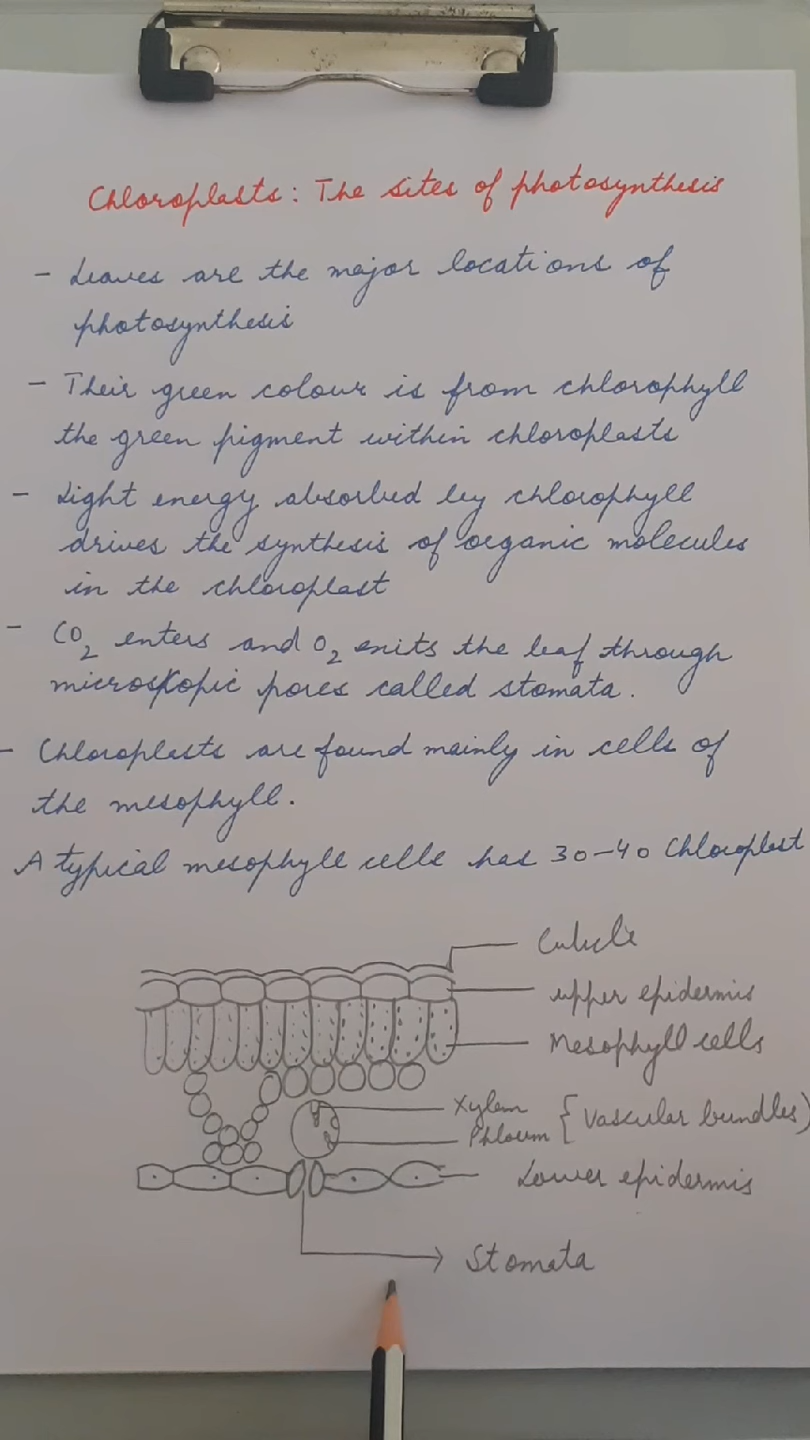 Chloroplasts: The sites of photosynthesis
- Leaves are the major locations of
photosynthesis
- Their green colour is from chlorophyll
the green pigment within chloroplasts
- Light energy absorbed by chlorophyll
drives the synthesis of organic molecules
in the chloroplast
- CO₂ enters and O₂ exits the leaf through
microskopic pores called stomata.
- Chloroplasts are found mainly in cells of
the mesophyll.
A typical mesophyll cells has 30-40 Chloroplast
Cuticle
upper epidermis
Mesophyll cells
Xylem { Vascular bundles)
Phloum
Lower epidermis
Stomata